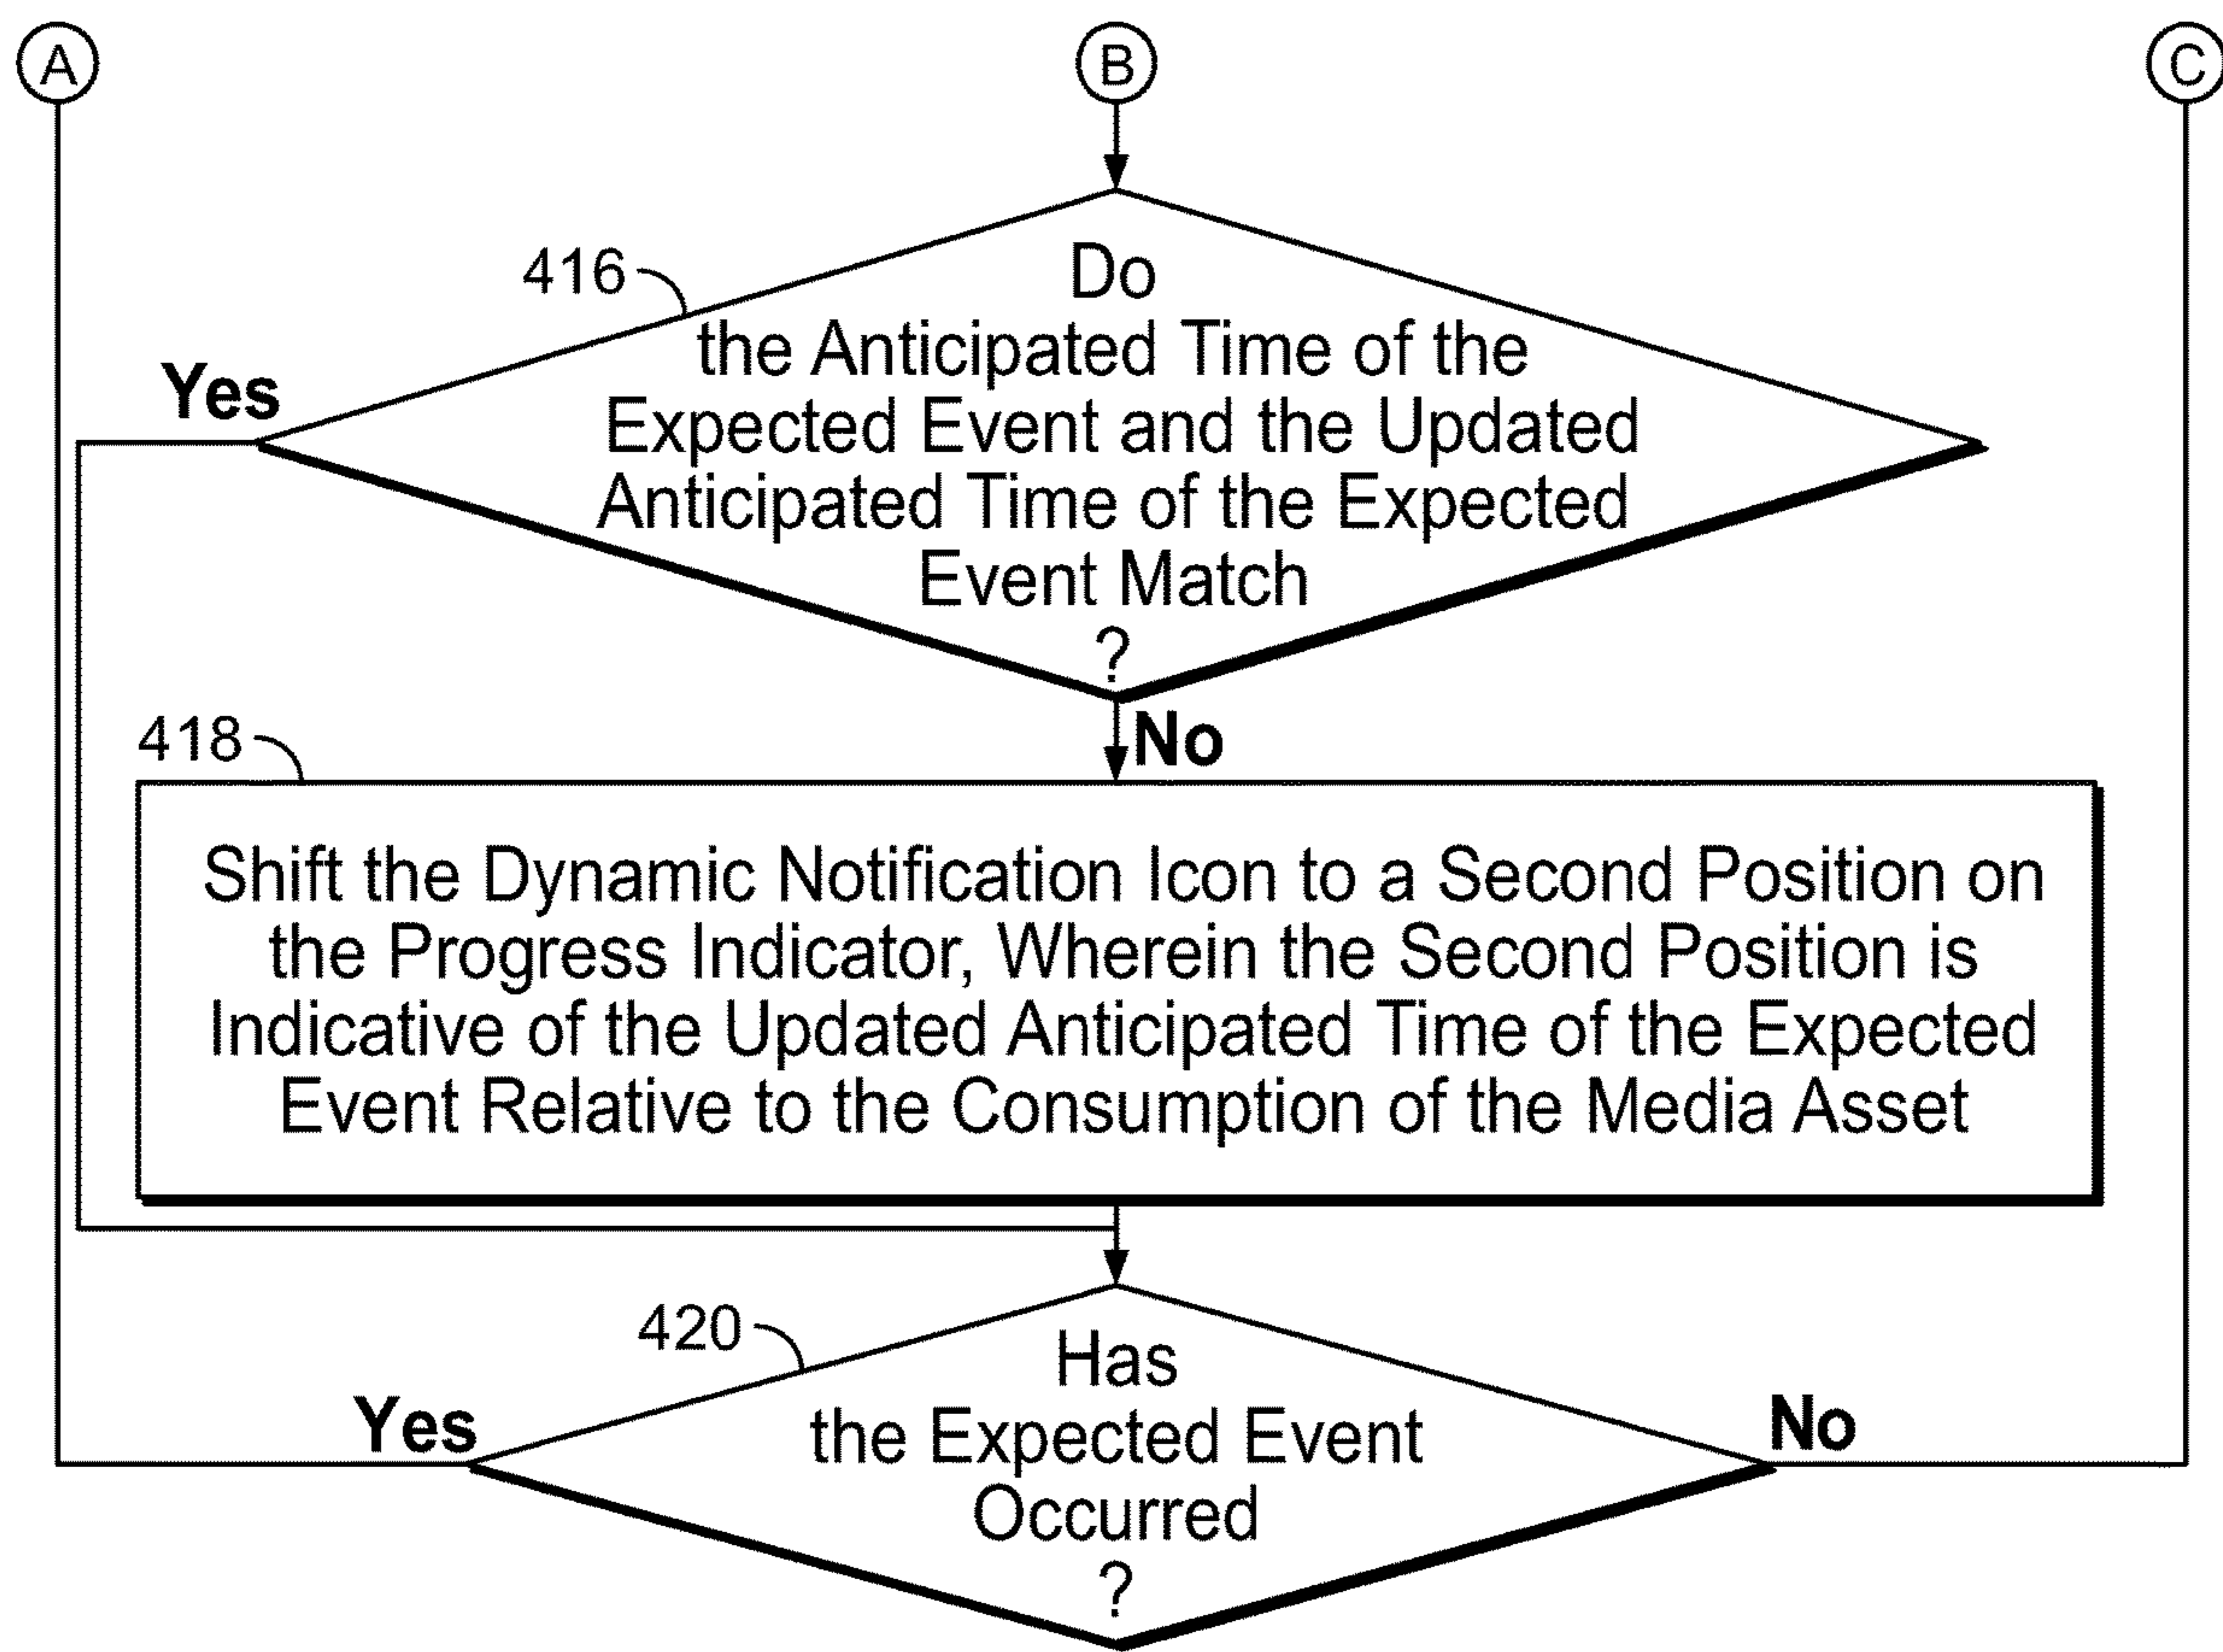 A
B
C
416
Do
the Anticipated Time of the
Expected Event and the Updated
Anticipated Time of the Expected
Event Match
?
Yes
No
418
Shift the Dynamic Notification Icon to a Second Position on
the Progress Indicator, Wherein the Second Position is
Indicative of the Updated Anticipated Time of the Expected
Event Relative to the Consumption of the Media Asset
420
Has
the Expected Event
Occurred
?
Yes
No